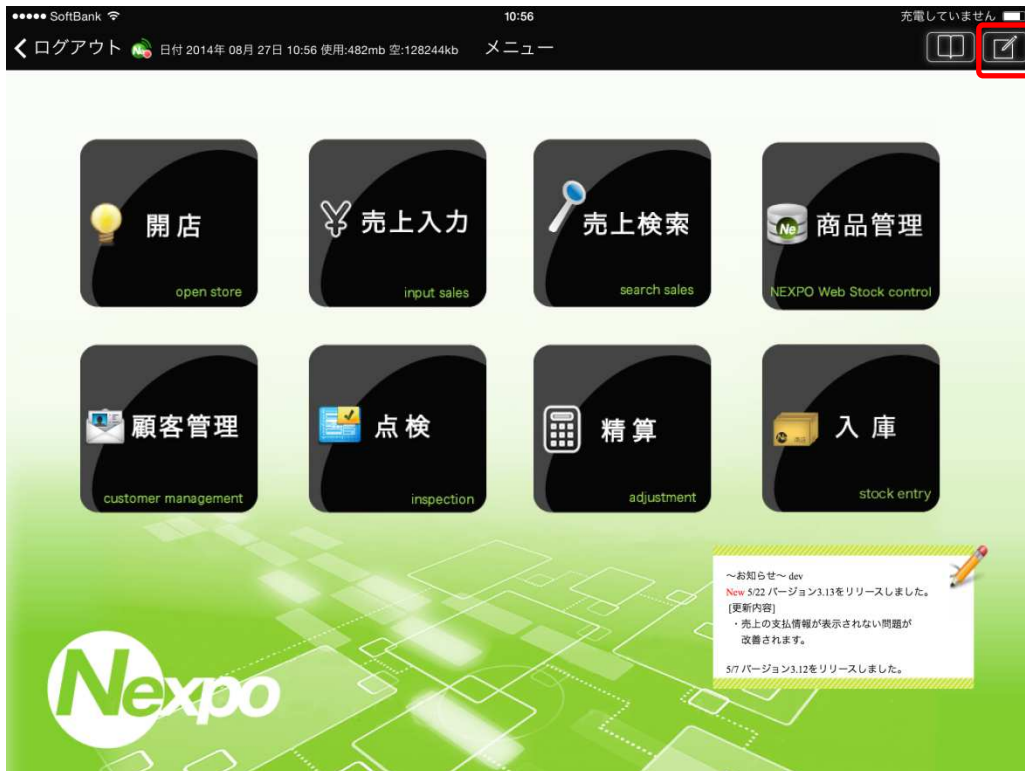 SoftBank
10:56
充電していません
ログアウト
日付 2014年 08月 27日 10:56 使用:482mb 空:128244kb
メニュー
開店
open store
売上入力
input sales
売上検索
search sales
Ne
商品管理
NEXPO Web Stock control
顧客管理
customer management
点検
inspection
精算
adjustment
入庫
stock entry
～お知らせ～ dev
New 5/22 バージョン3.13をリリースしました。
[更新内容]
・売上の支払情報が表示されない問題が
改善されます。
5/7 バージョン3.12をリリースしました。
Nexpo